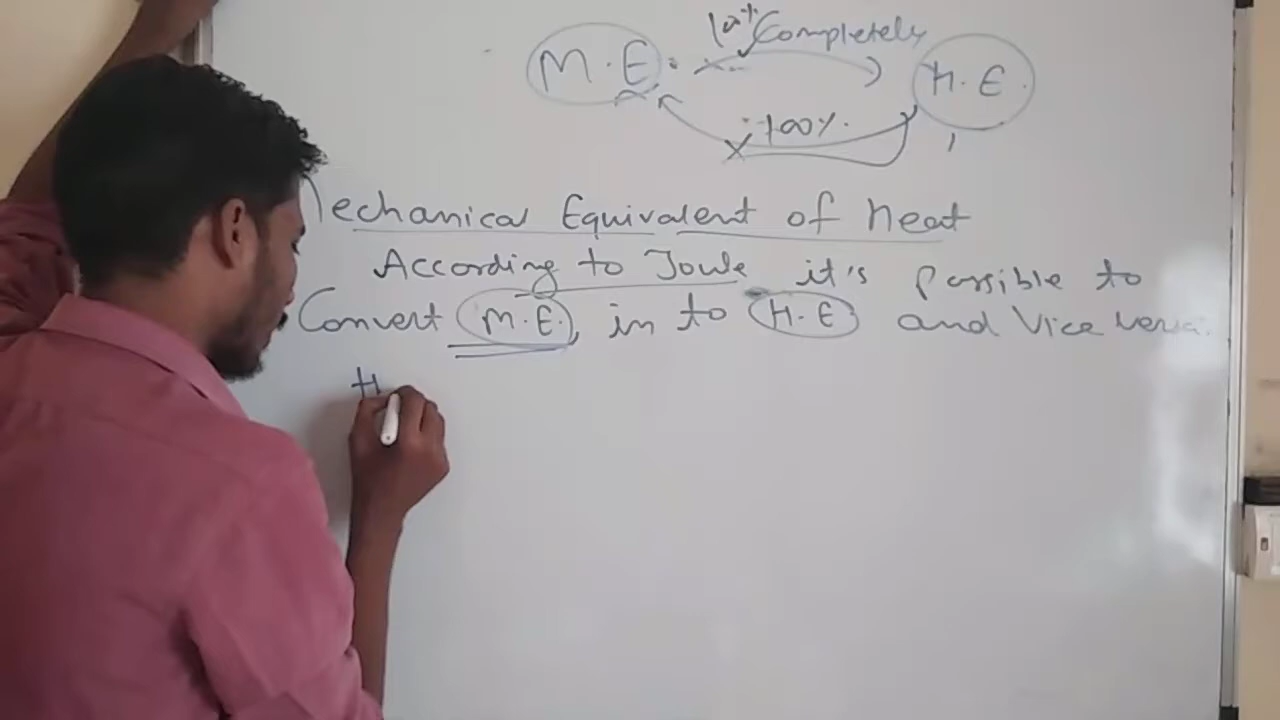 100% Completely
M.E. H.E.
100%.
Mechanical Equivalent of heat
According to Joule it's possible to
Convert M.E. in to H.E and Vice versa.
H